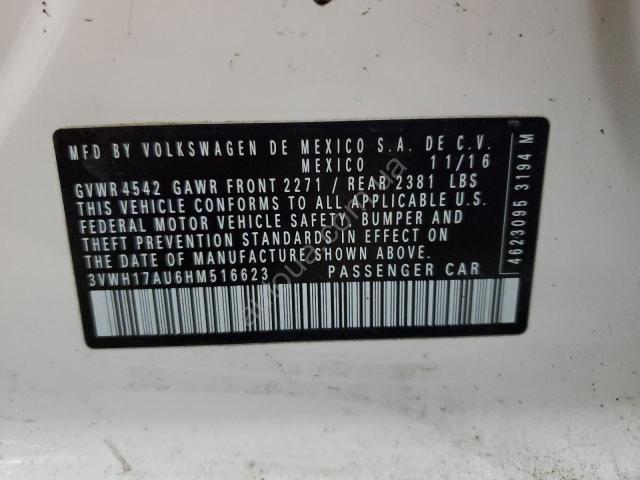 MFD BY VOLKSWAGEN DE MEXICO S.A. DE C.V.
MEXICO 11/16
GVWR 4542 GAWR FRONT 2271 / REAR 2381 LBS
THIS VEHICLE CONFORMS TO ALL APPLICABLE U.S.
FEDERAL MOTOR VEHICLE SAFETY, BUMPER AND
THEFT PREVENTION STANDARDS IN EFFECT ON
THE DATE OF MANUFACTURE SHOWN ABOVE.
3VWH17AU6HM516623 PASSENGER CAR
4623095 3194 M